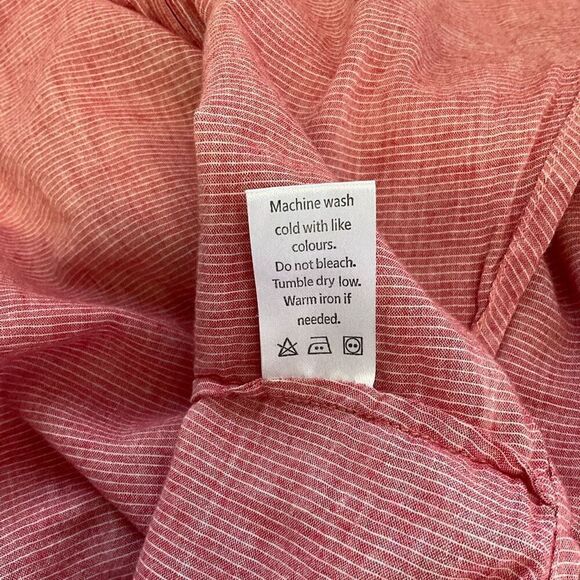 Machine wash
cold with like
colours.
Do not bleach.
Tumble dry low.
Warm iron if
needed.